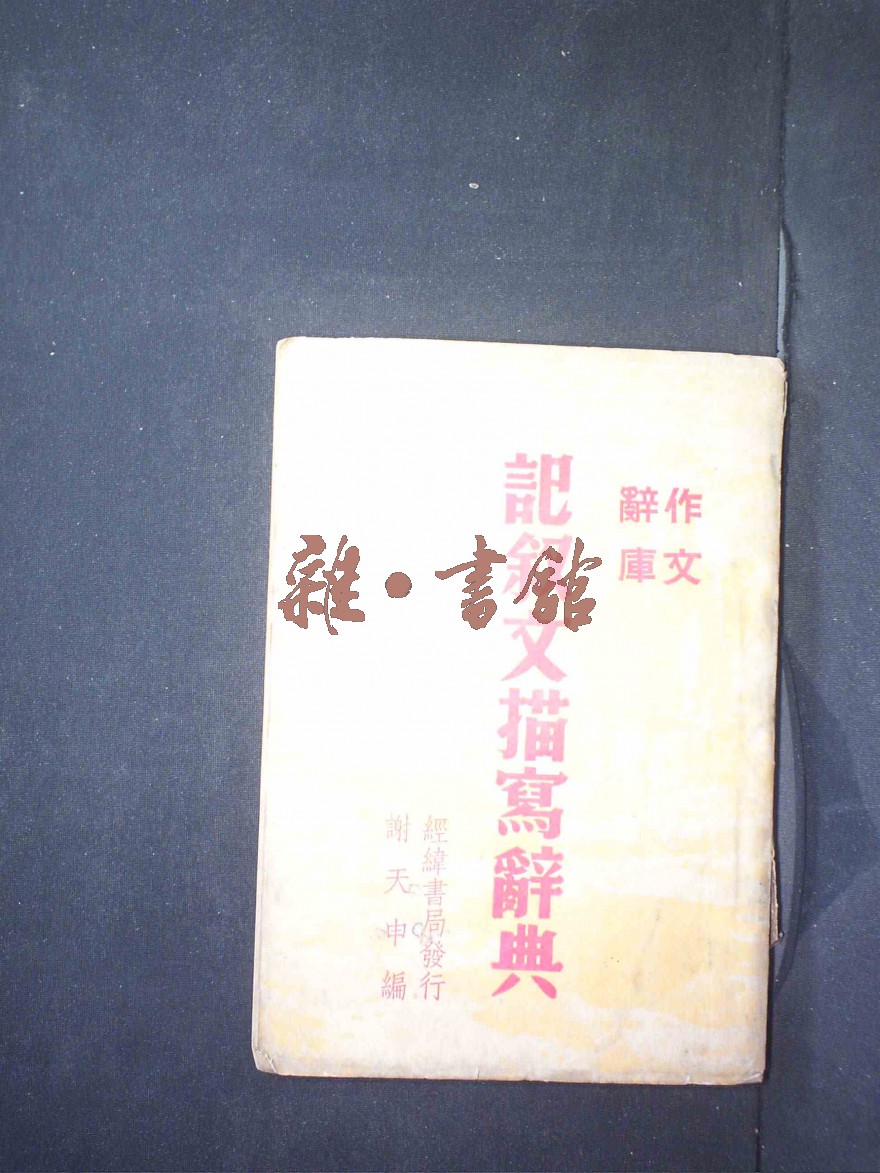 作文
辭庫
記敘文描寫辭典
經緯書局發行
謝天申編
雜·書館